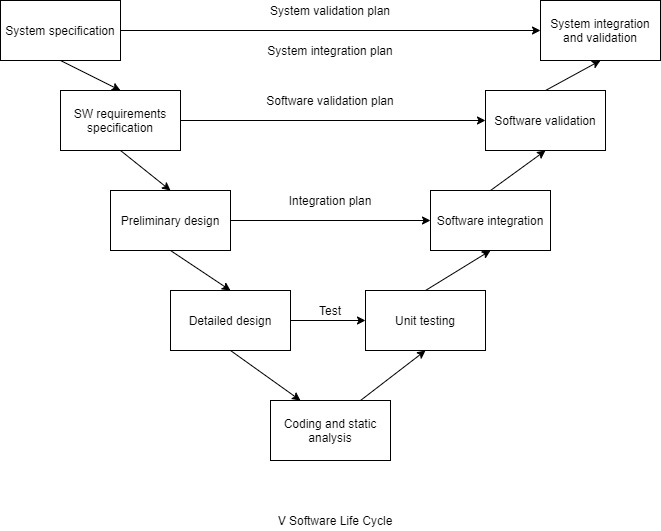 System validation plan
System specification
System integration
and validation
System integration plan
Software validation plan
SW requirements
specification
Software validation
Integration plan
Preliminary design
Software integration
Test
Detailed design
Unit testing
Coding and static
analysis
V Software Life Cycle